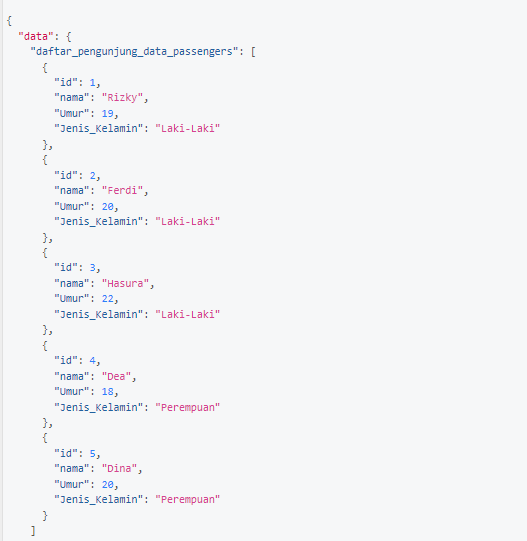 {
"data": {
"daftar_pengunjung_data_passengers": [
{
"id": 1,
"nama": "Rizky",
"Umur": 19,
"Jenis_Kelamin": "Laki-Laki"
},
{
"id": 2,
"nama": "Ferdi",
"Umur": 20,
"Jenis_Kelamin": "Laki-Laki"
},
{
"id": 3,
"nama": "Hasura",
"Umur": 22,
"Jenis_Kelamin": "Laki-Laki"
},
{
"id": 4,
"nama": "Dea",
"Umur": 18,
"Jenis_Kelamin": "Perempuan"
},
{
"id": 5,
"nama": "Dina",
"Umur": 20,
"Jenis_Kelamin": "Perempuan"
}
]